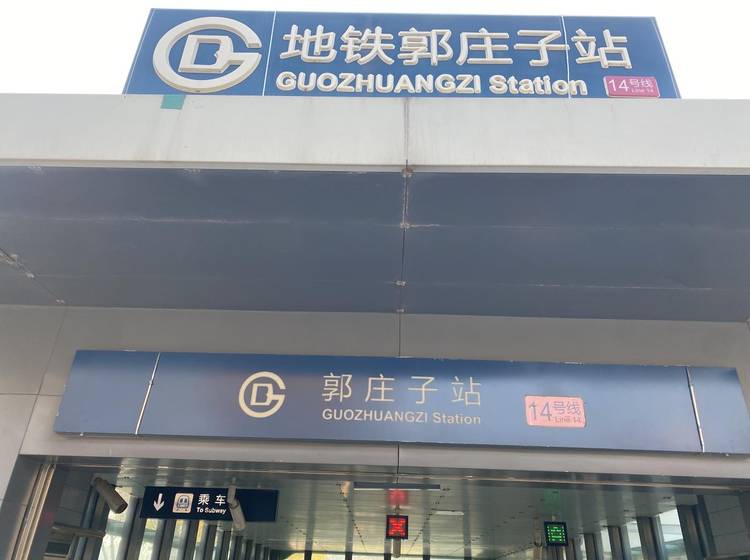 地铁郭庄子站
GUOZHUANGZI Station
14号线
Line 14
郭庄子站
GUOZHUANGZI Station
14号线
Line 14
乘车
To Subway